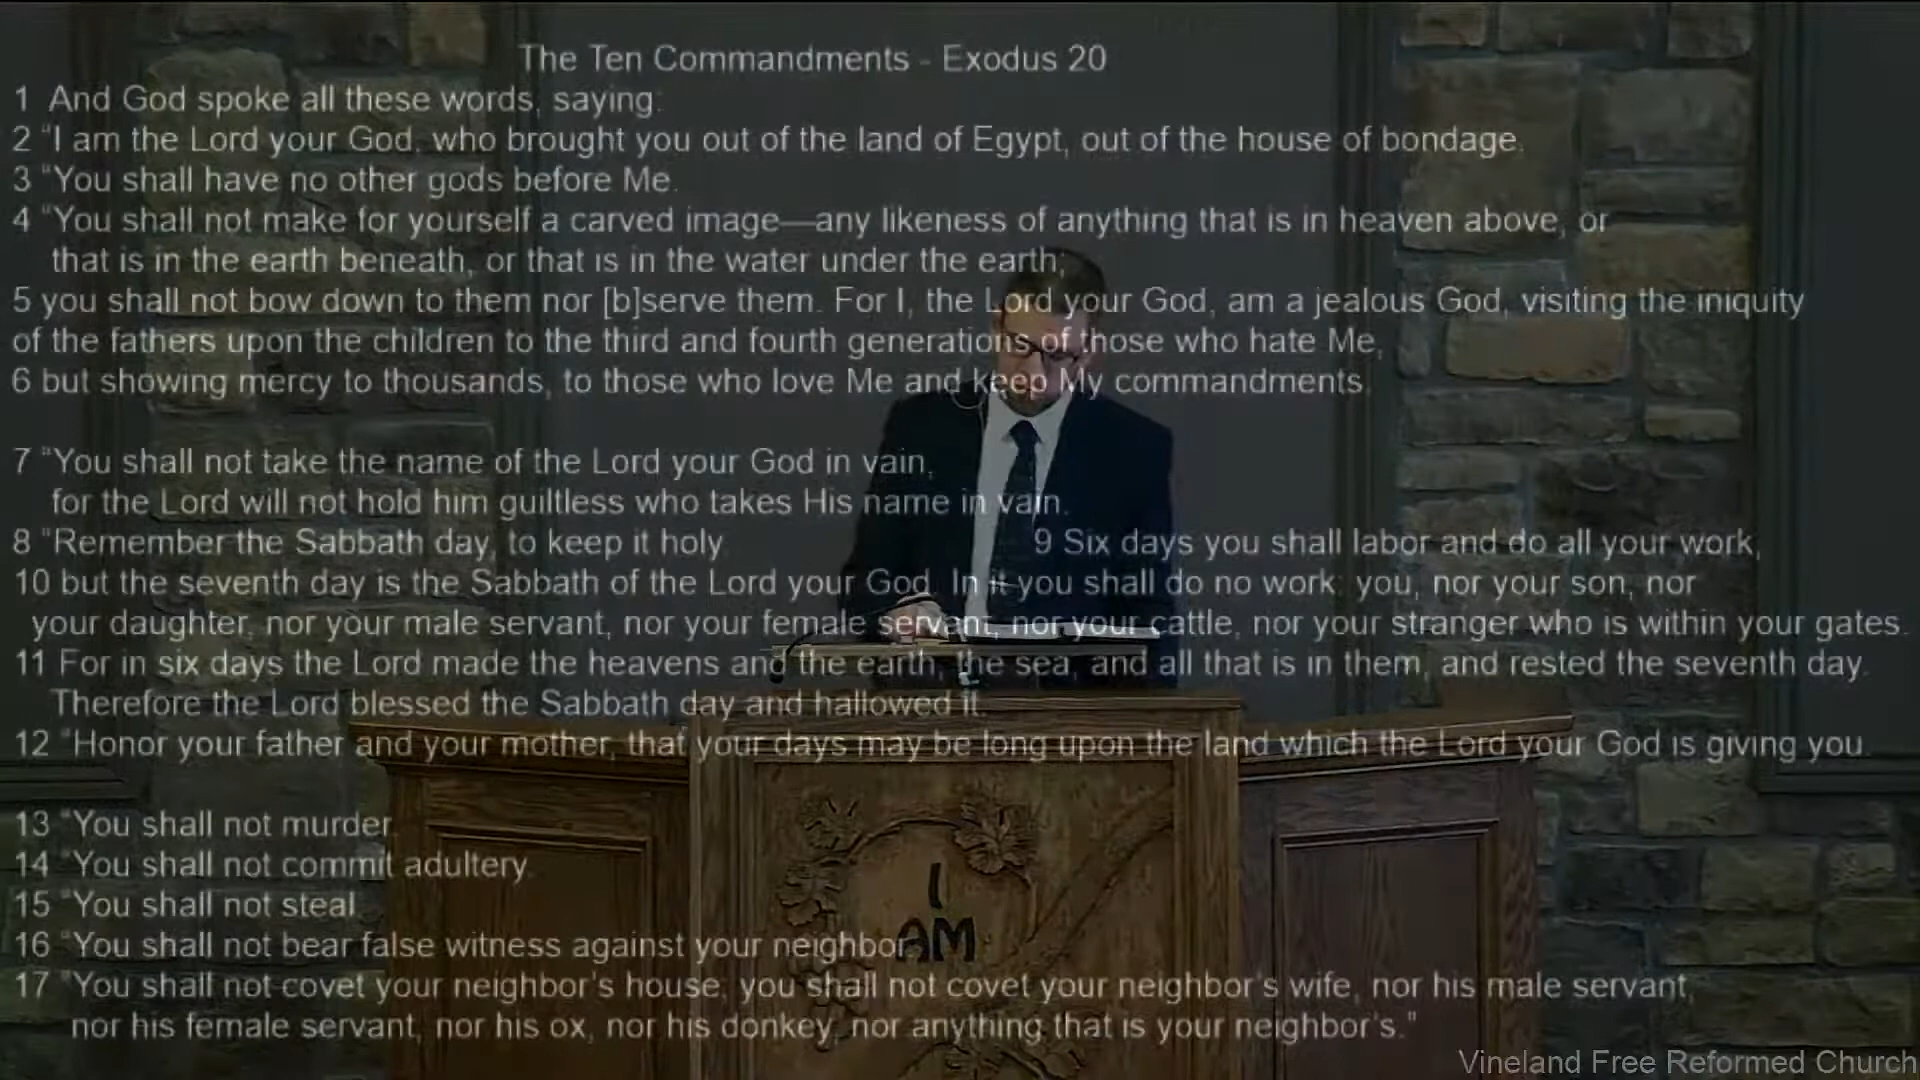 The Ten Commandments - Exodus 20
1 And God spoke all these words, saying:
2 “I am the Lord your God, who brought you out of the land of Egypt, out of the house of bondage.
3 “You shall have no other gods before Me.
4 “You shall not make for yourself a carved image—any likeness of anything that is in heaven above, or
that is in the earth beneath, or that is in the water under the earth;
5 you shall not bow down to them nor [b]serve them. For I, the Lord your God, am a jealous God, visiting the iniquity
of the fathers upon the children to the third and fourth generations of those who hate Me,
6 but showing mercy to thousands, to those who love Me and keep My commandments.
7 “You shall not take the name of the Lord your God in vain,
for the Lord will not hold him guiltless who takes His name in vain.
8 “Remember the Sabbath day, to keep it holy 9 Six days you shall labor and do all your work,
10 but the seventh day is the Sabbath of the Lord your God. In it you shall do no work: you, nor your son, nor
your daughter, nor your male servant, nor your female servant, nor your cattle, nor your stranger who is within your gates.
11 For in six days the Lord made the heavens and the earth, the sea, and all that is in them, and rested the seventh day.
Therefore the Lord blessed the Sabbath day and hallowed it.
12 “Honor your father and your mother, that your days may be long upon the land which the Lord your God is giving you.
13 “You shall not murder.
14 “You shall not commit adultery.
15 “You shall not steal.
16 “You shall not bear false witness against your neighbor.
17 “You shall not covet your neighbor's house; you shall not covet your neighbor's wife, nor his male servant,
nor his female servant, nor his ox, nor his donkey, nor anything that is your neighbor's.”
I
AM
Vineland Free Reformed Church